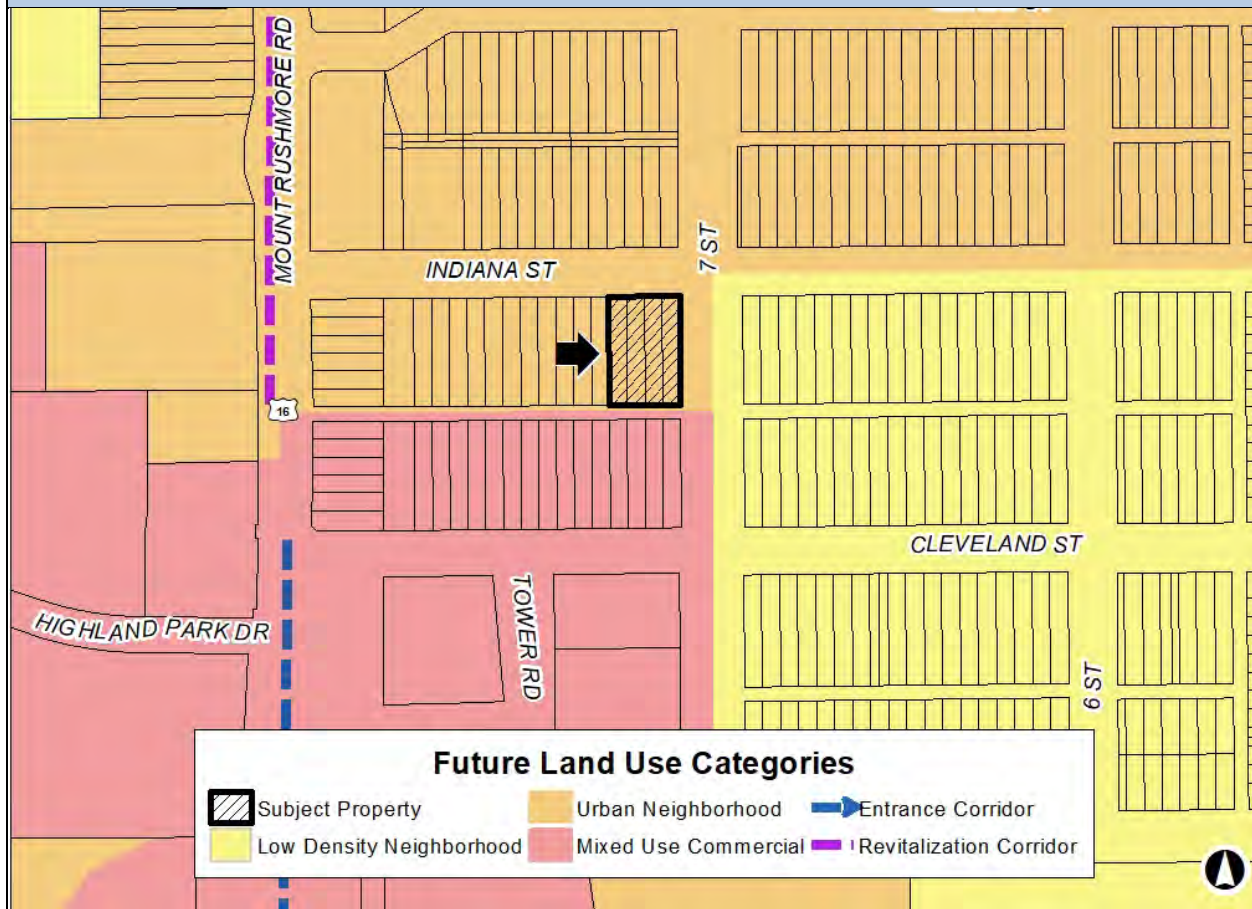 MOUNT RUSHMORE RD
7 ST
INDIANA ST
16
CLEVELAND ST
TOWER RD
HIGHLAND PARK DR
6 ST
Future Land Use Categories
Subject Property
Urban Neighborhood
Entrance Corridor
Low Density Neighborhood
Mixed Use Commercial
Revitalization Corridor